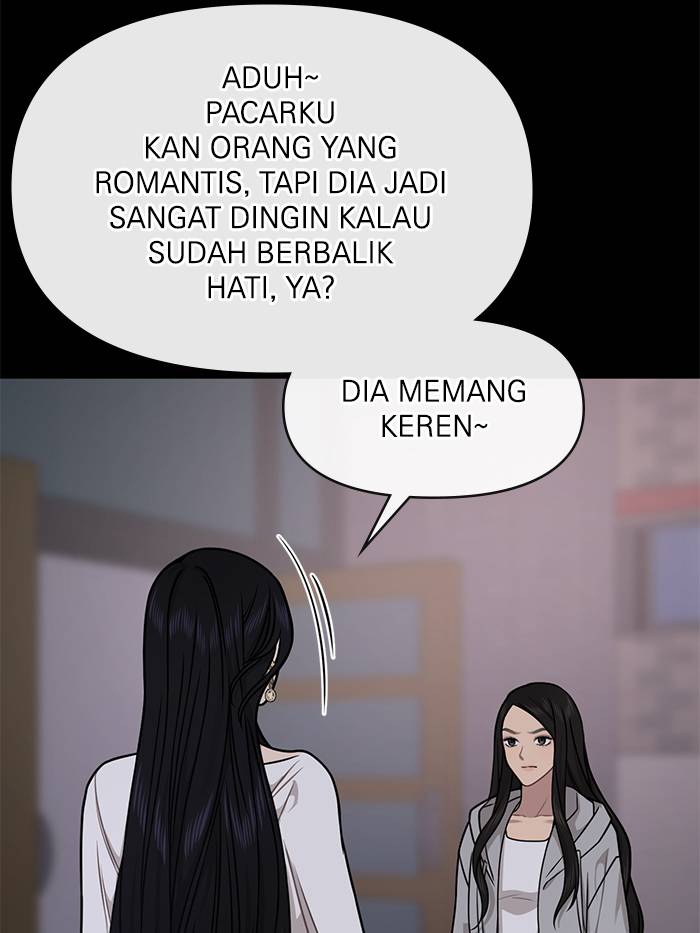 ADUH~
PACARKU
KAN ORANG YANG
ROMANTIS, TAPI DIA JADI
SANGAT DINGIN KALAU
SUDAH BERBALIK
HATI, YA?
DIA MEMANG
KEREN~